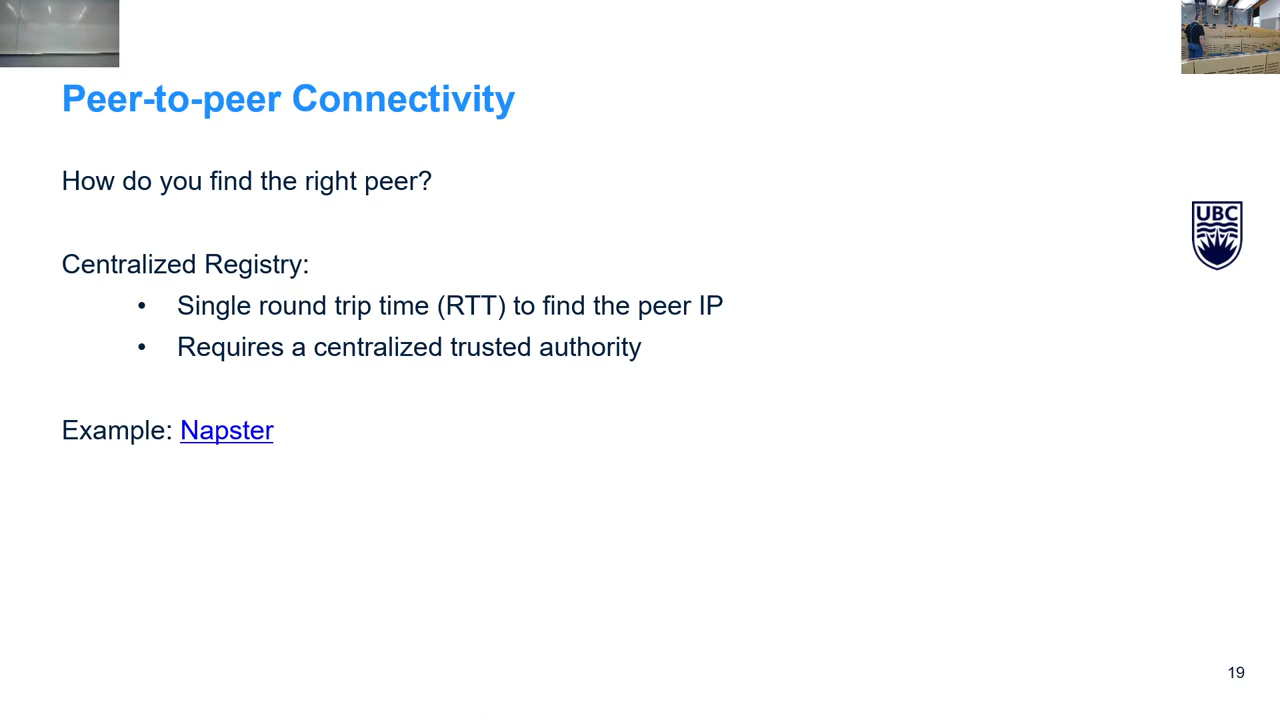 Peer-to-peer Connectivity
How do you find the right peer?
UBC
Centralized Registry:
• Single round trip time (RTT) to find the peer IP
• Requires a centralized trusted authority
Example: Napster
19